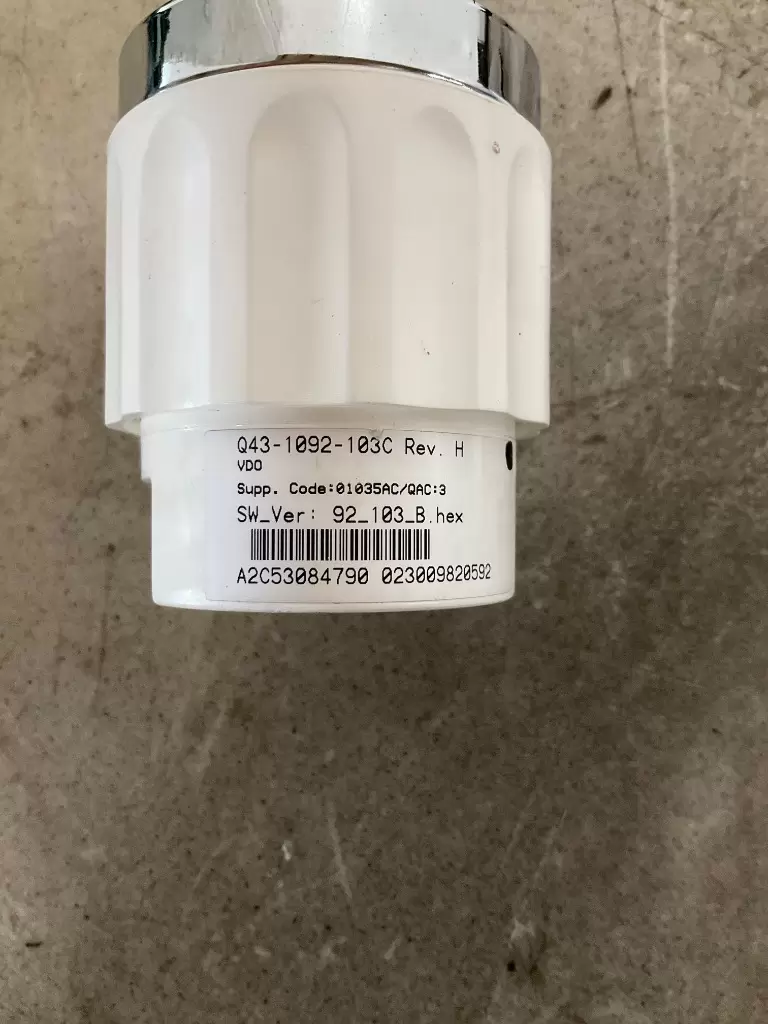 Q43-1092-103C Rev. H
VDO
Supp. Code:01035AC/QAC:3
SW_Ver: 92_103_B.hex
A2C53084790 023009820592